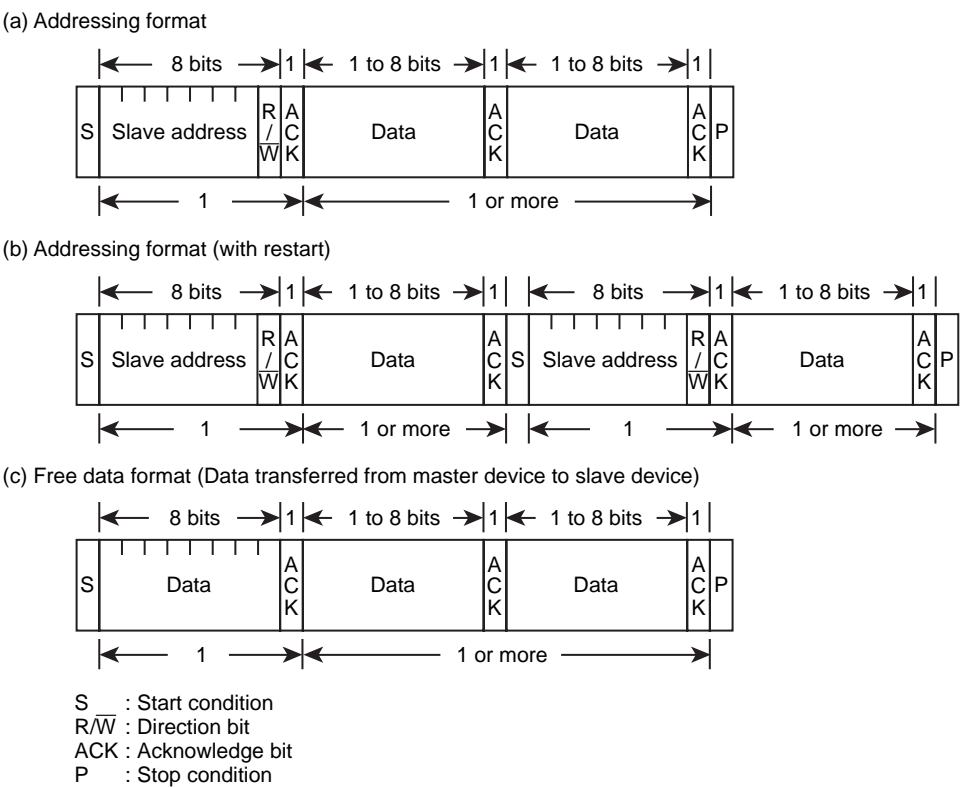 (a) Addressing format
8 bits 1 1 to 8 bits 1 1 to 8 bits 1
S Slave address R/W̅ ACK Data ACK Data ACK P
1 1 or more
(b) Addressing format (with restart)
8 bits 1 1 to 8 bits 1 8 bits 1 1 to 8 bits 1
S Slave address R/W̅ ACK Data ACK S Slave address R/W̅ ACK Data ACK P
1 1 or more 1 1 or more
(c) Free data format (Data transferred from master device to slave device)
8 bits 1 1 to 8 bits 1 1 to 8 bits 1
S Data ACK Data ACK Data ACK P
1 1 or more
S : Start condition
R/W̅ : Direction bit
ACK : Acknowledge bit
P : Stop condition